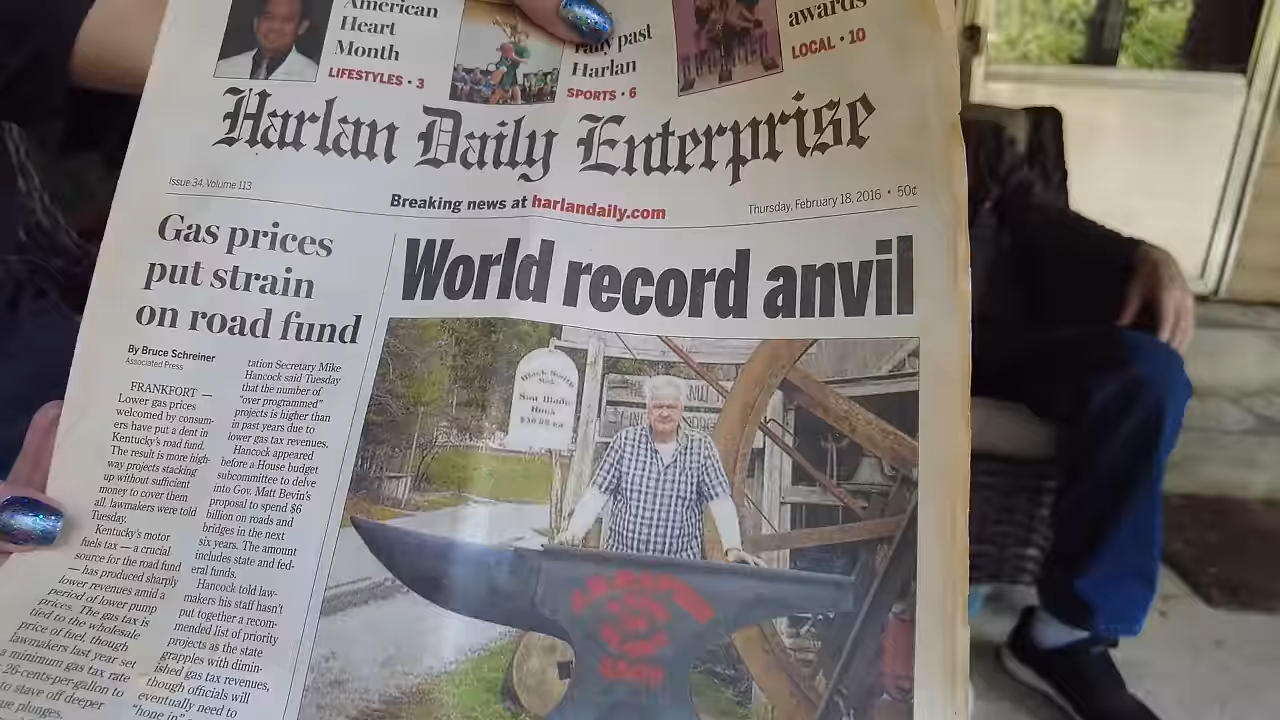 American
Heart
Month
LIFESTYLES • 3
rally past
Harlan
SPORTS • 6
awards
LOCAL • 10
Harlan Daily Enterprise
Issue 34, Volume 113
Breaking news at harlandaily.com
Thursday, February 18, 2016 • 50¢
Gas prices
put strain
on road fund
By Bruce Schreiner
Associated Press
FRANKFORT —
Lower gas prices
welcomed by consum-
ers have put a dent in
Kentucky's road fund.
The result is more high-
way projects stacking
up without sufficient
money to cover them
all, lawmakers were told
Tuesday.
Kentucky's motor
fuels tax — a crucial
source for the road fund
— has produced sharply
lower revenues amid a
period of lower pump
prices. The gas tax is
tied to the wholesale
price of fuel, though
lawmakers last year set
a minimum gas tax rate
26-cents-per-gallon to
to stave off deeper
plunges.
tation Secretary Mike
Hancock said Tuesday
that the number of
"over programmed"
projects is higher than
in past years due to
lower gas tax revenues.
Hancock appeared
before a House budget
subcommittee to delve
into Gov. Matt Bevin's
proposal to spend $6
billion on roads and
bridges in the next
six years. The amount
includes state and fed-
eral funds.
Hancock told law-
makers his staff hasn't
put together a recom-
mended list of priority
projects as the state
grapples with dimin-
ished gas tax revenues,
though officials will
eventually need to
"hone in"
World record anvil